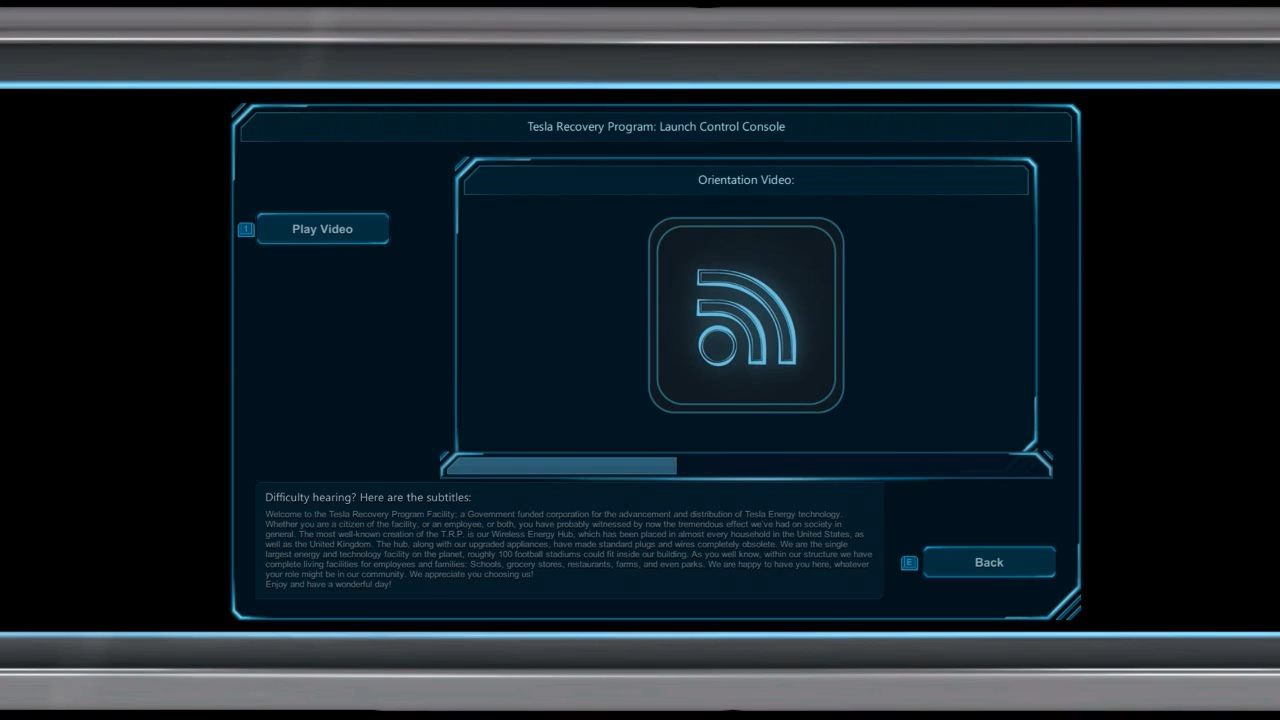 Tesla Recovery Program: Launch Control Console
Orientation Video:
1 Play Video
Difficulty hearing? Here are the subtitles:
Welcome to the Tesla Recovery Program Facility; a Government funded corporation for the advancement and distribution of Tesla Energy technology.
Whether you are a citizen of the facility, or an employee, or both, you have probably witnessed by now the tremendous effect we've had on society in
general. The most well-known creation of the T.R.P. is our Wireless Energy Hub, which has been placed in almost every household in the United States, as
well as the United Kingdom. The hub, along with our upgraded appliances, have made standard plugs and wires completely obsolete. We are the single
largest energy and technology facility on the planet, roughly 100 football stadiums could fit inside our building. As you well know, within our structure we have
complete living facilities for employees and families: Schools, grocery stores, restaurants, farms, and even parks. We are happy to have you here, whatever
your role might be in our community. We appreciate you choosing us!
Enjoy and have a wonderful day!
E Back